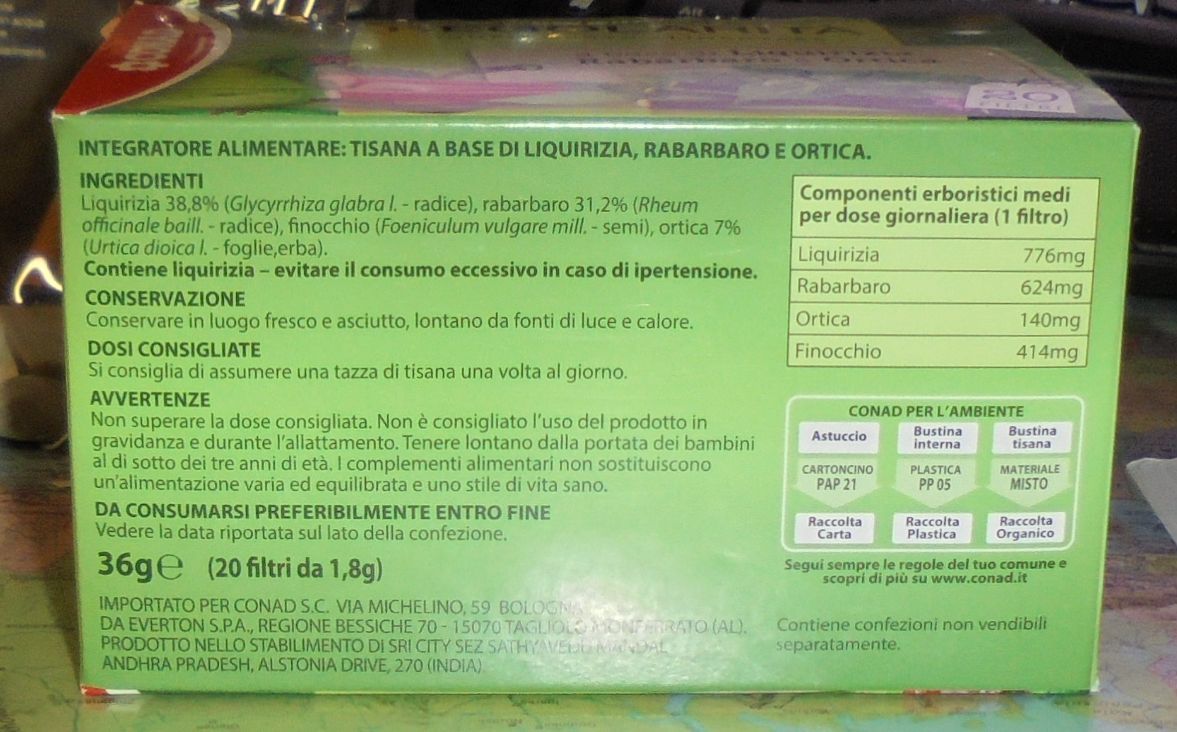 Liquirizia
Rabarbaro e Ortica
20
FILTRI
INTEGRATORE ALIMENTARE: TISANA A BASE DI LIQUIRIZIA, RABARBARO E ORTICA.
INGREDIENTI
Liquirizia 38,8% (Glycyrrhiza glabra l. - radice), rabarbaro 31,2% (Rheum
officinale baill. - radice), finocchio (Foeniculum vulgare mill. - semi), ortica 7%
(Urtica dioica l. - foglie,erba).
Contiene liquirizia – evitare il consumo eccessivo in caso di ipertensione.
CONSERVAZIONE
Conservare in luogo fresco e asciutto, lontano da fonti di luce e calore.
DOSI CONSIGLIATE
Si consiglia di assumere una tazza di tisana una volta al giorno.
AVVERTENZE
Non superare la dose consigliata. Non è consigliato l'uso del prodotto in
gravidanza e durante l'allattamento. Tenere lontano dalla portata dei bambini
al di sotto dei tre anni di età. I complementi alimentari non sostituiscono
un'alimentazione varia ed equilibrata e uno stile di vita sano.
DA CONSUMARSI PREFERIBILMENTE ENTRO FINE
Vedere la data riportata sul lato della confezione.
36g℮ (20 filtri da 1,8g)
IMPORTATO PER CONAD S.C. VIA MICHELINO, 59 BOLOGNA
DA EVERTON S.P.A., REGIONE BESSICHE 70 - 15070 TAGLIOLO MONFERRATO (AL).
PRODOTTO NELLO STABILIMENTO DI SRI CITY SEZ SATHYAVEDU MANDAL
ANDHRA PRADESH, ALSTONIA DRIVE, 270 (INDIA).
Componenti erboristici medi
per dose giornaliera (1 filtro)
Liquirizia 776mg
Rabarbaro 624mg
Ortica 140mg
Finocchio 414mg
CONAD PER L'AMBIENTE
Astuccio Bustina interna Bustina tisana
CARTONCINO PAP 21 PLASTICA PP 05 MATERIALE MISTO
Raccolta Carta Raccolta Plastica Raccolta Organico
Segui sempre le regole del tuo comune e
scopri di più su www.conad.it
Contiene confezioni non vendibili
separatamente.